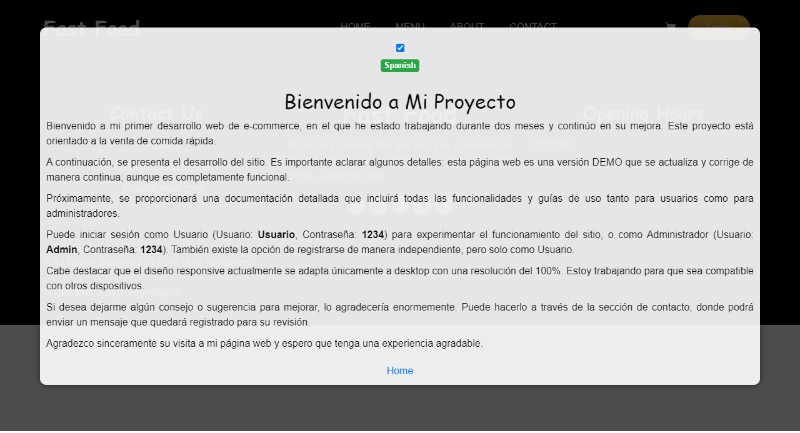 Fast Food
HOME MENU ABOUT CONTACT
Spanish
Bienvenido a Mi Proyecto
Contact Us
Fast Food
Opening Hours
Bienvenido a mi primer desarrollo web de e-commerce, en el que he estado trabajando durante dos meses y continúo en su mejora. Este proyecto está
orientado a la venta de comida rápida.
A continuación, se presenta el desarrollo del sitio. Es importante aclarar algunos detalles: esta página web es una versión DEMO que se actualiza y corrige de
manera continua, aunque es completamente funcional.
Próximamente, se proporcionará una documentación detallada que incluirá todas las funcionalidades y guías de uso tanto para usuarios como para
administradores.
Puede iniciar sesión como Usuario (Usuario: Usuario, Contraseña: 1234) para experimentar el funcionamiento del sitio, o como Administrador (Usuario:
Admin, Contraseña: 1234). También existe la opción de registrarse de manera independiente, pero solo como Usuario.
Cabe destacar que el diseño responsive actualmente se adapta únicamente a desktop con una resolución del 100%. Estoy trabajando para que sea compatible
con otros dispositivos.
Si desea dejarme algún consejo o sugerencia para mejorar, lo agradecería enormemente. Puede hacerlo a través de la sección de contacto, donde podrá
enviar un mensaje que quedará registrado para su revisión.
Agradezco sinceramente su visita a mi página web y espero que tenga una experiencia agradable.
Home